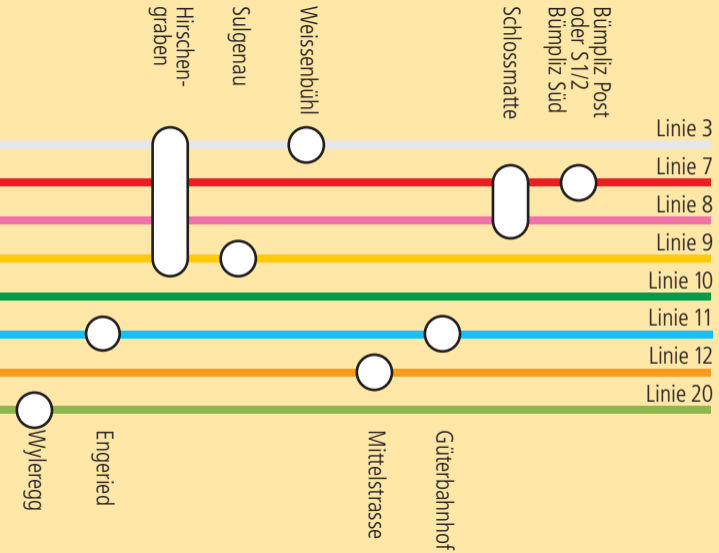 Hirschen-
graben
Sulgenau
Weissenbühl
Schlossmatte
Bümpliz Post
oder S1/2
Bümpliz Süd
Linie 3
Linie 7
Linie 8
Linie 9
Linie 10
Linie 11
Linie 12
Linie 20
Wyleregg
Engeried
Mittelstrasse
Güterbahnhof